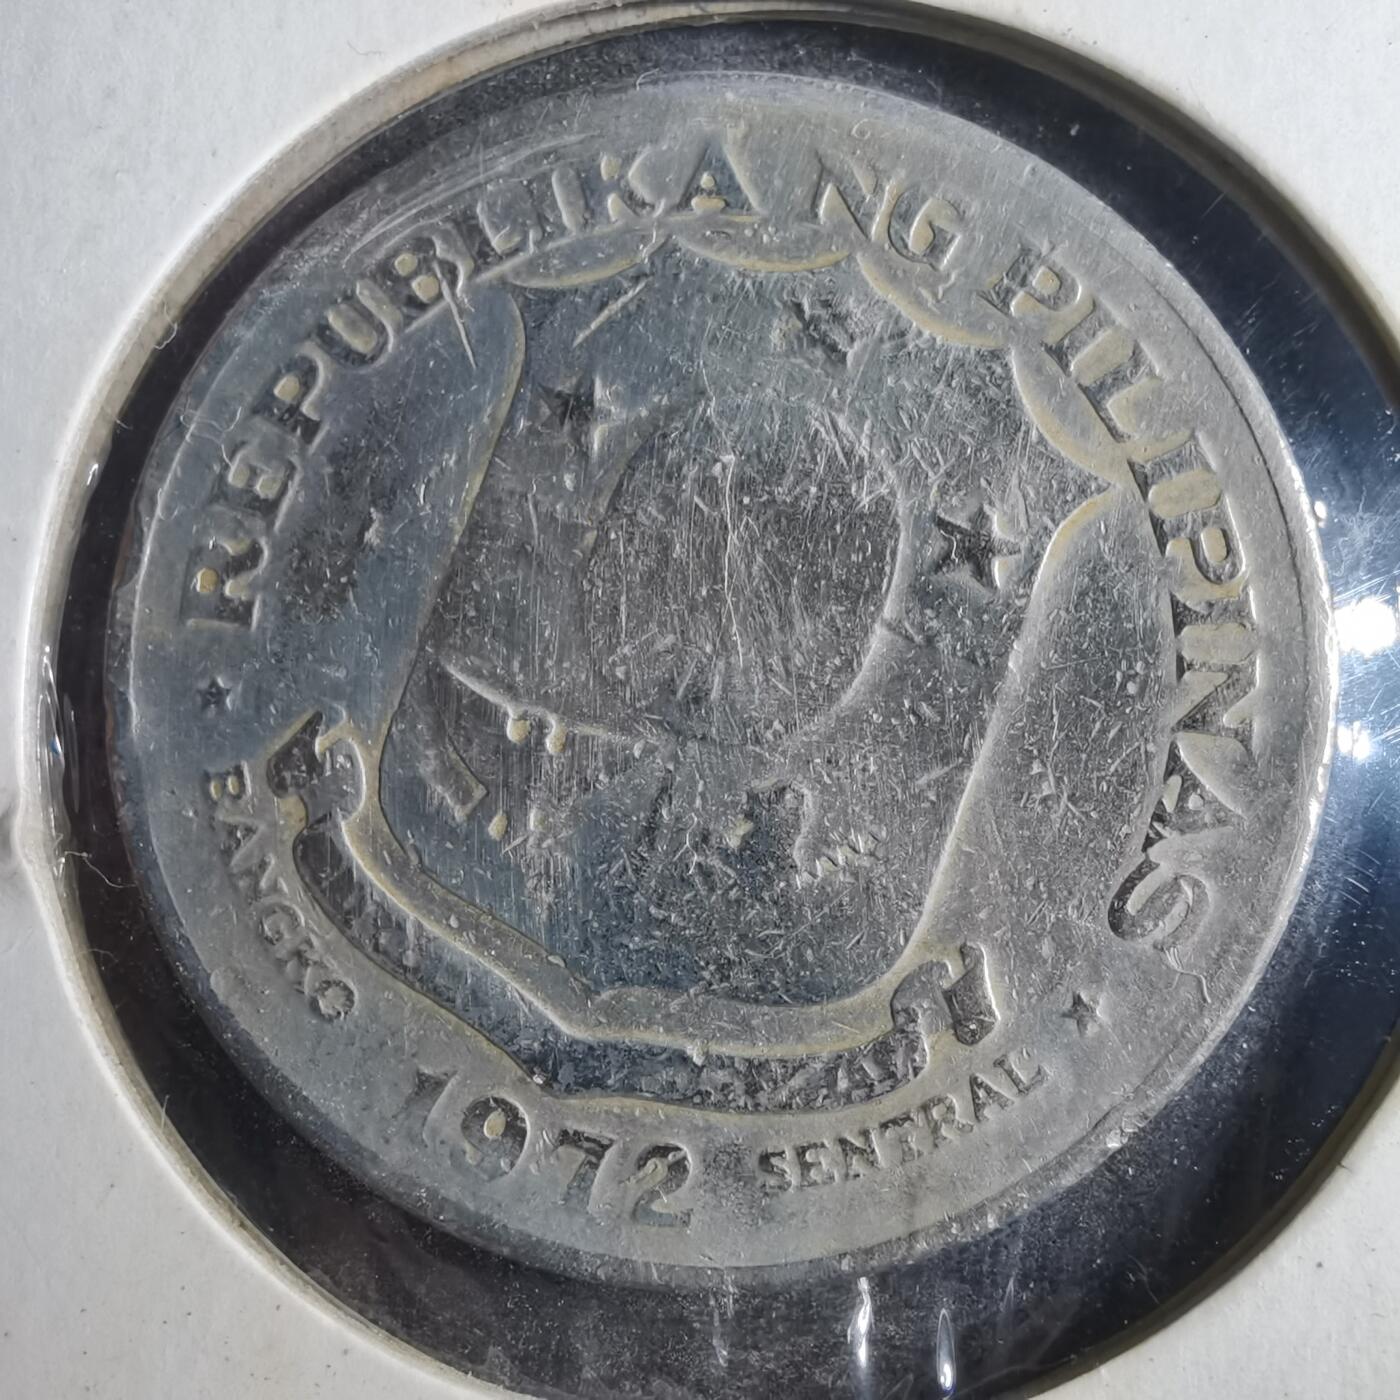 REPUBLIKA NG PILIPINAS
BANGKO
1972
SENTRAL